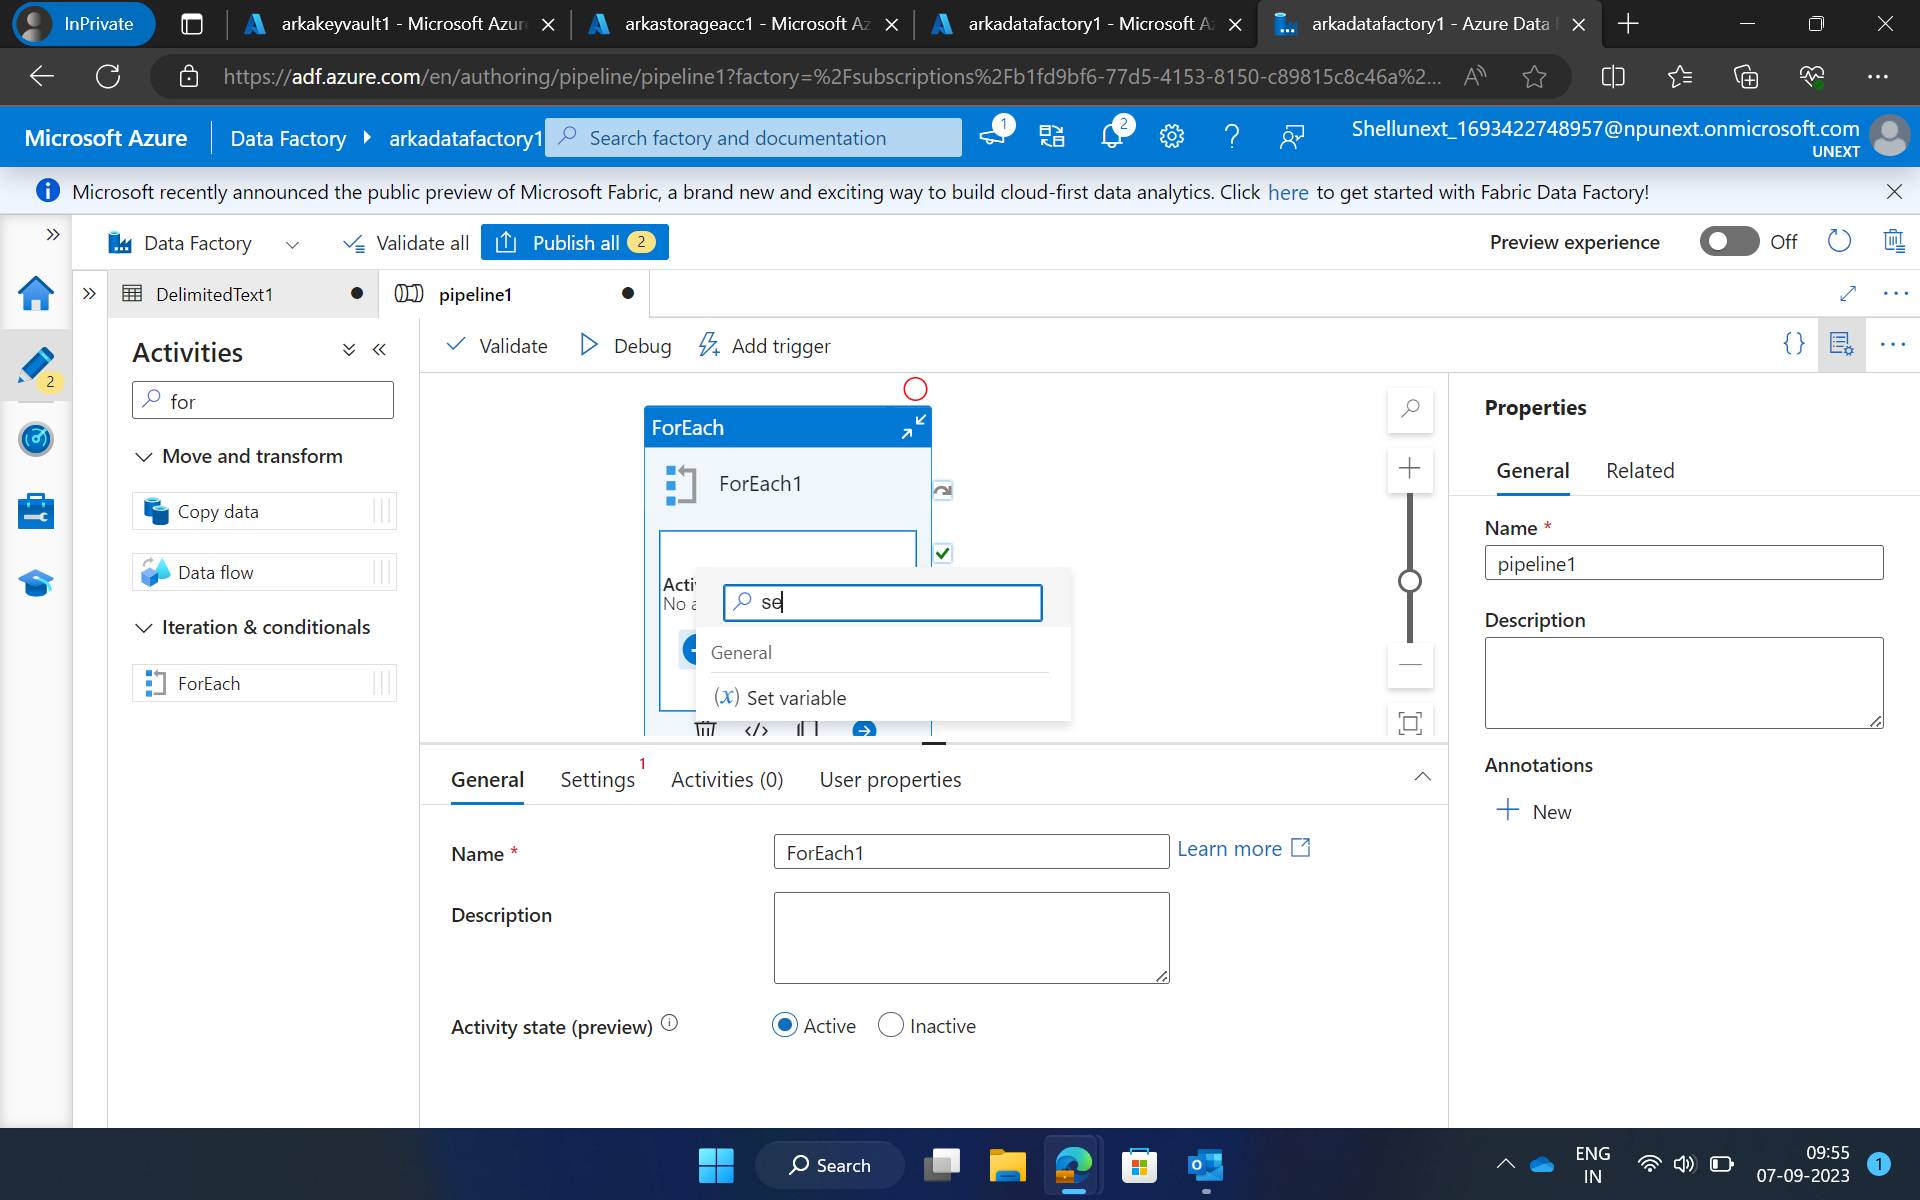 InPrivate
arkakeyvault1 - Microsoft Azur
arkastorageacc1 - Microsoft Az
arkadatafactory1 - Microsoft Az
arkadatafactory1 - Azure Data
https://adf.azure.com/en/authoring/pipeline/pipeline1?factory=%2Fsubscriptions%2Fb1fd9bf6-77d5-4153-8150-c89815c8c46a%2...
Microsoft Azure
Data Factory
arkadatafactory1
Search factory and documentation
1
2
Shellunext_1693422748957@npunext.onmicrosoft.com
UNEXT
Microsoft recently announced the public preview of Microsoft Fabric, a brand new and exciting way to build cloud-first data analytics. Click here to get started with Fabric Data Factory!
Data Factory
Validate all
Publish all 2
Preview experience
Off
DelimitedText1
pipeline1
2
Activities
for
Move and transform
Copy data
Data flow
Iteration & conditionals
ForEach
Validate
Debug
Add trigger
{}
ForEach
ForEach1
Acti
No a
se
General
(x) Set variable
</>
Properties
General
Related
Name *
pipeline1
Description
Annotations
New
General
Settings 1
Activities (0)
User properties
Name *
ForEach1
Learn more
Description
Activity state (preview)
Active
Inactive
Search
ENG
IN
09:55
07-09-2023
1